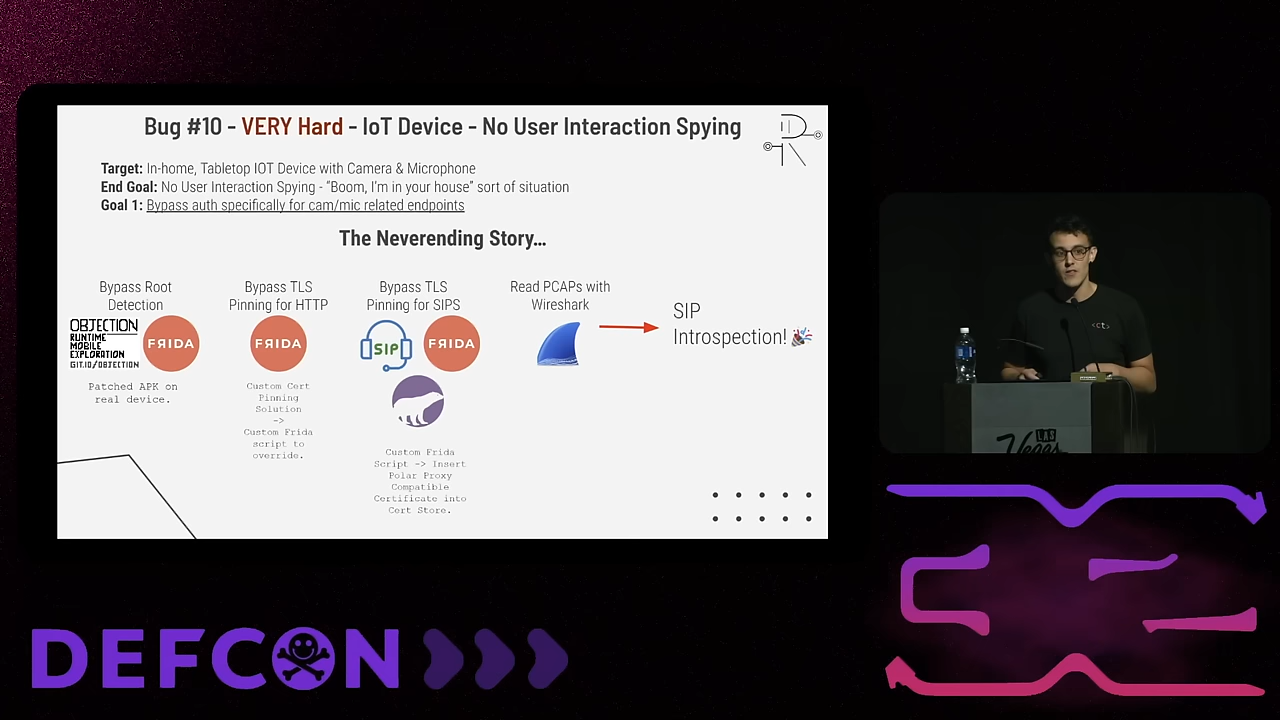 Bug #10 - VERY Hard - IoT Device - No User Interaction Spying
Target: In-home, Tabletop IOT Device with Camera & Microphone
End Goal: No User Interaction Spying - “Boom, I’m in your house” sort of situation
Goal 1: Bypass auth specifically for cam/mic related endpoints
The Neverending Story...
Bypass Root
Detection
OBJECTION
RUNTIME
MOBILE
EXPLORATION
GIT.IO/OBJECTION
FRIDA
Patched APK on
real device.
Bypass TLS
Pinning for HTTP
FRIDA
Custom Cert
Pinning
Solution
->
Custom Frida
script to
override.
Bypass TLS
Pinning for SIPS
SIP
FRIDA
Custom Frida
Script -> Insert
Polar Proxy
Compatible
Certificate into
Cert Store.
Read PCAPs with
Wireshark
SIP
Introspection! 🎉
R
<t>
LAS
Vegas
DEFCON